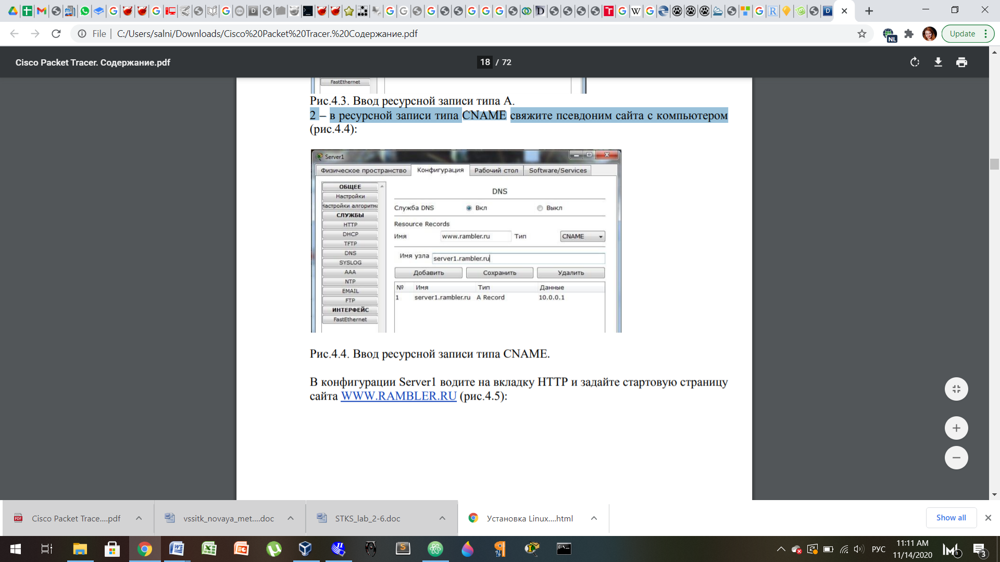 File
C:/Users/salni/Downloads/Cisco%20Packet%20Tracer.%20Содержание.pdf
NL
Update
Cisco Packet Tracer. Содержание.pdf
18 / 72
FastEthernet
Рис.4.3. Ввод ресурсной записи типа А.
2 – в ресурсной записи типа CNAME свяжите псевдоним сайта с компьютером
(рис.4.4):
Server1
Физическое пространство Конфигурация Рабочий стол Software/Services
ОБЩЕЕ
Настройки
Настройки алгоритма
СЛУЖБЫ
HTTP
DHCP
TFTP
DNS
SYSLOG
AAA
NTP
EMAIL
FTP
ИНТЕРФЕЙС
FastEthernet
DNS
Служба DNS Вкл Выкл
Resource Records
Имя www.rambler.ru Тип CNAME
Имя узла server1.rambler.ru
Добавить Сохранить Удалить
№ Имя Тип Данные
1 server1.rambler.ru A Record 10.0.0.1
Рис.4.4. Ввод ресурсной записи типа CNAME.
В конфигурации Server1 водите на вкладку HTTP и задайте стартовую страницу
сайта WWW.RAMBLER.RU (рис.4.5):
Cisco Packet Trace....pdf
vssitk_novaya_met....doc
STKS_lab_2-6.doc
Установка Linux....html
Show all
РУС
11:11 AM
11/14/2020
3